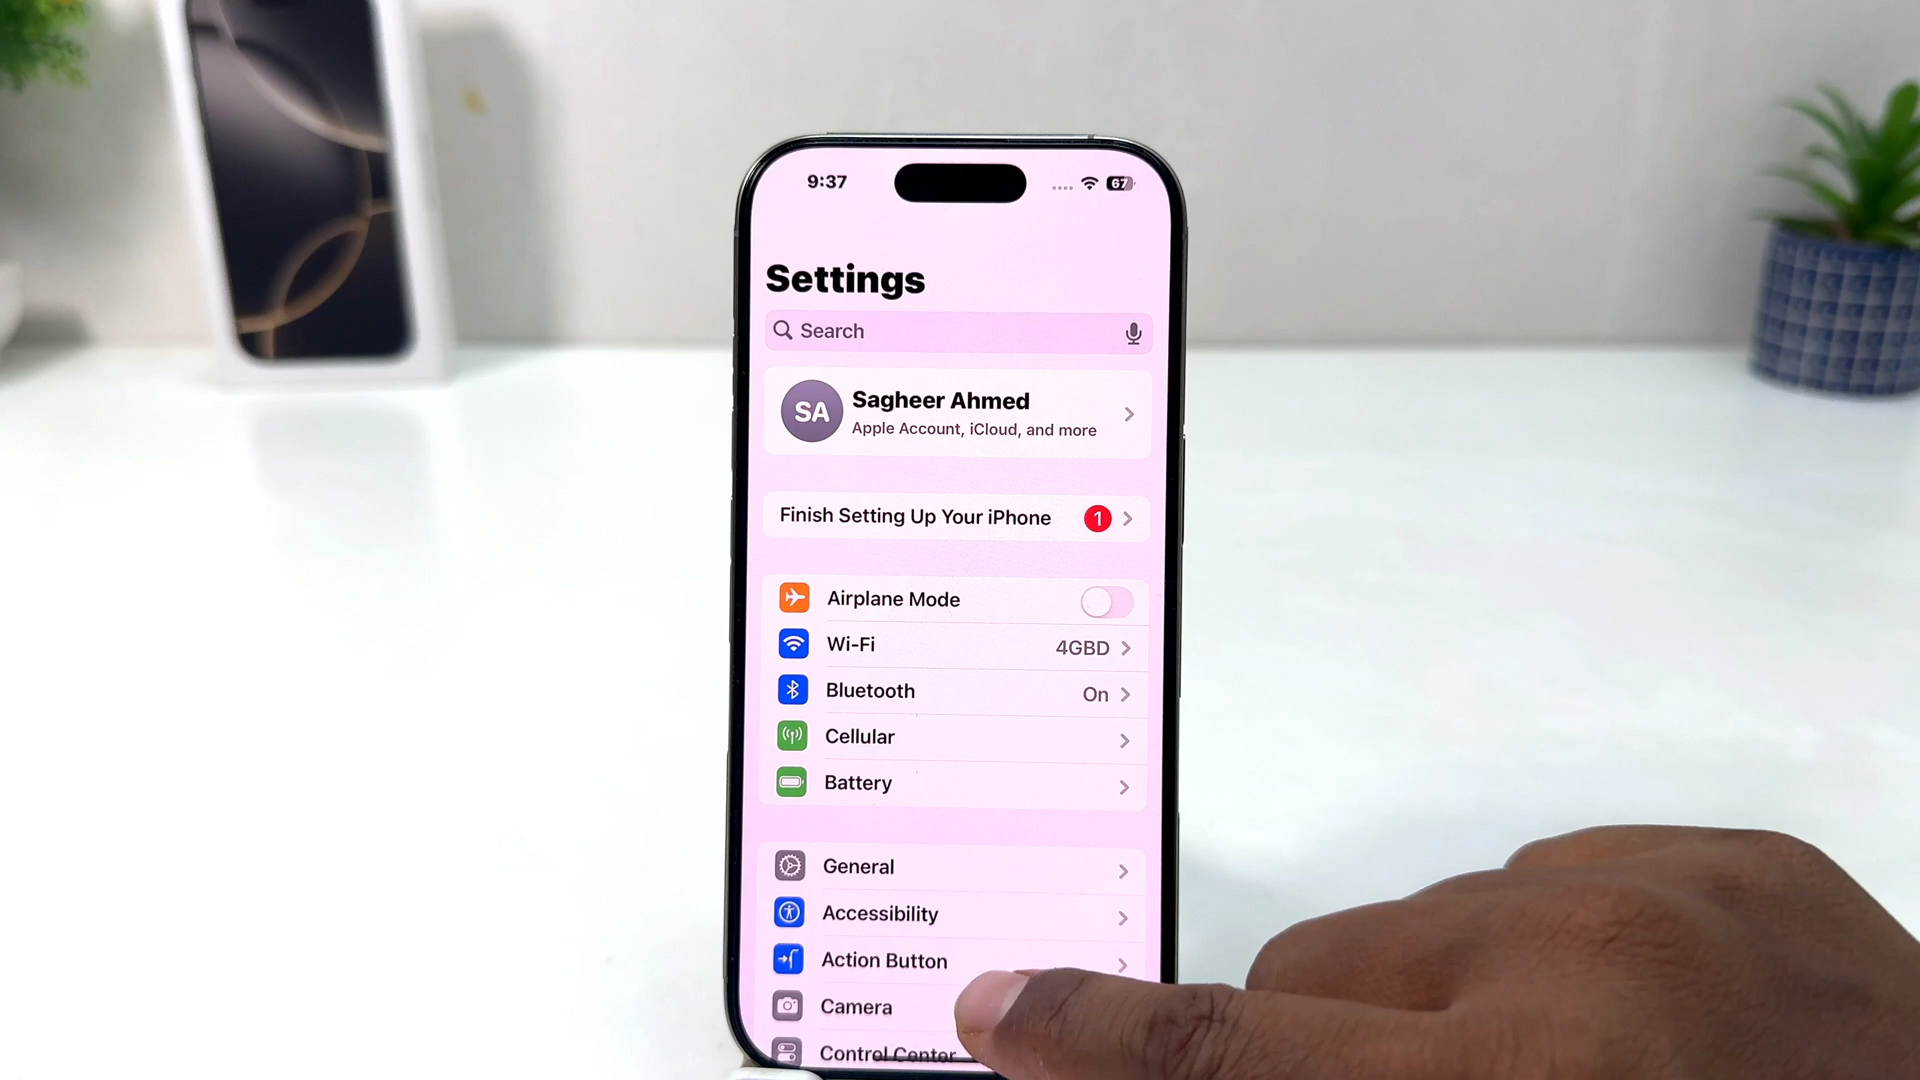 9:37
67
Settings
Search
SA
Sagheer Ahmed
Apple Account, iCloud, and more
Finish Setting Up Your iPhone 1
Airplane Mode
Wi-Fi 4GBD
Bluetooth On
Cellular
Battery
General
Accessibility
Action Button
Camera
Control Center